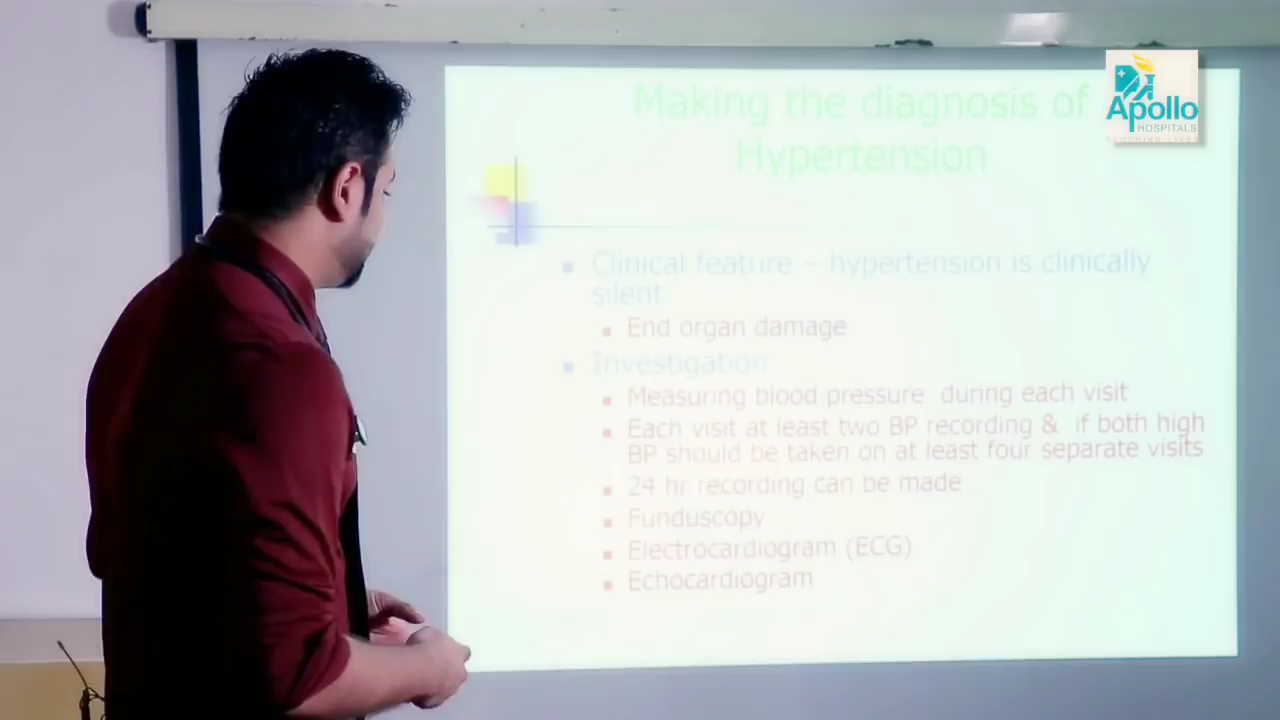 Making the diagnosis of
Hypertension
Apollo
HOSPITALS
TOUCHING LIVES
Clinical feature – hypertension is clinically
silent
End organ damage
Investigation
Measuring blood pressure during each visit
Each visit at least two BP recording & if both high
BP should be taken on at least four separate visits
24 hr recording can be made
Funduscopy
Electrocardiogram (ECG)
Echocardiogram